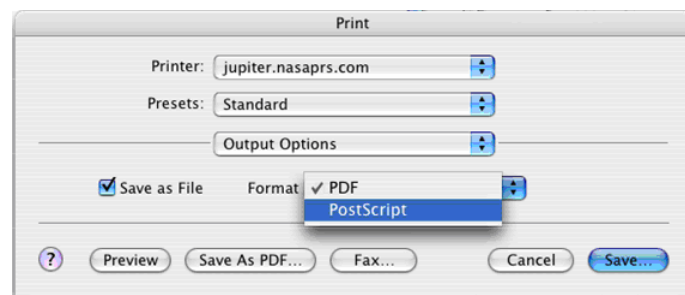 Print
Printer: jupiter.nasaprs.com
Presets: Standard
Output Options
Save as File Format ✓ PDF
PostScript
? Preview Save As PDF... Fax... Cancel Save...